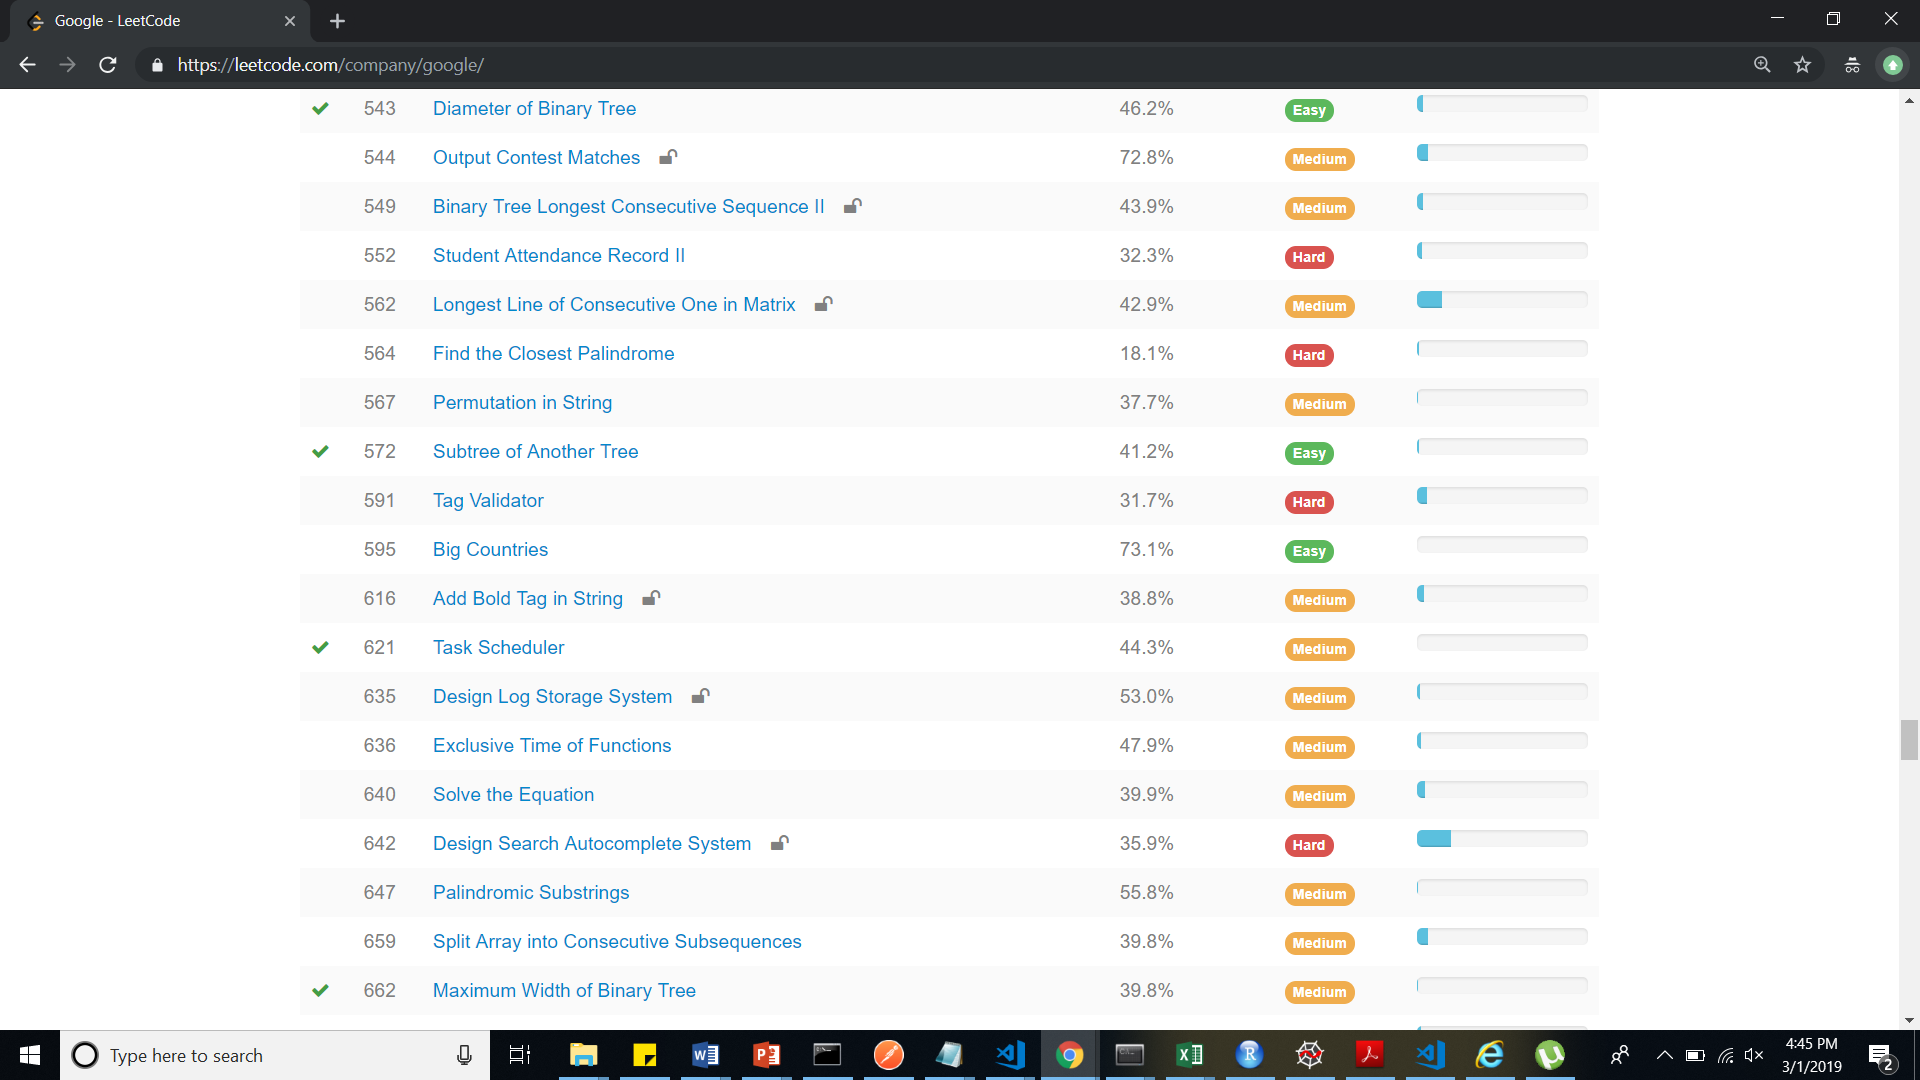 Google - LeetCode
https://leetcode.com/company/google/
543 Diameter of Binary Tree 46.2% Easy
544 Output Contest Matches 72.8% Medium
549 Binary Tree Longest Consecutive Sequence II 43.9% Medium
552 Student Attendance Record II 32.3% Hard
562 Longest Line of Consecutive One in Matrix 42.9% Medium
564 Find the Closest Palindrome 18.1% Hard
567 Permutation in String 37.7% Medium
572 Subtree of Another Tree 41.2% Easy
591 Tag Validator 31.7% Hard
595 Big Countries 73.1% Easy
616 Add Bold Tag in String 38.8% Medium
621 Task Scheduler 44.3% Medium
635 Design Log Storage System 53.0% Medium
636 Exclusive Time of Functions 47.9% Medium
640 Solve the Equation 39.9% Medium
642 Design Search Autocomplete System 35.9% Hard
647 Palindromic Substrings 55.8% Medium
659 Split Array into Consecutive Subsequences 39.8% Medium
662 Maximum Width of Binary Tree 39.8% Medium
Type here to search
4:45 PM
3/1/2019
2